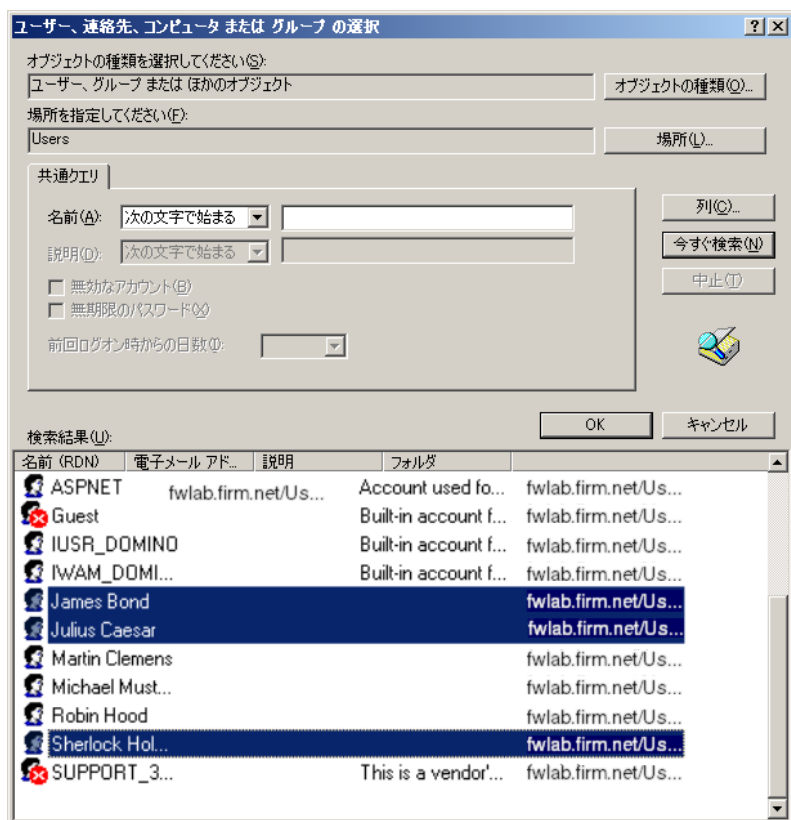 ユーザー、連絡先、コンピュータ または グループ の選択
オブジェクトの種類を選択してください(S):
ユーザー、グループ または ほかのオブジェクト オブジェクトの種類(O)...
場所を指定してください(F):
Users 場所(L)...
共通クエリ
名前(A): 次の文字で始まる 列(C)...
説明(D): 次の文字で始まる 今すぐ検索(N)
無効なアカウント(B) 中止(T)
無期限のパスワード(X)
前回ログオン時からの日数(I):
OK キャンセル
検索結果(U):
名前 (RDN) 電子メール アド... 説明 フォルダ
ASPNET fwlab.firm.net/Us... Account used fo... fwlab.firm.net/Us...
Guest Built-in account f... fwlab.firm.net/Us...
IUSR_DOMINO Built-in account f... fwlab.firm.net/Us...
IWAM_DOMI... Built-in account f... fwlab.firm.net/Us...
James Bond fwlab.firm.net/Us...
Julius Caesar fwlab.firm.net/Us...
Martin Clemens fwlab.firm.net/Us...
Michael Must... fwlab.firm.net/Us...
Robin Hood fwlab.firm.net/Us...
Sherlock Hol... fwlab.firm.net/Us...
SUPPORT_3... This is a vendor'... fwlab.firm.net/Us...